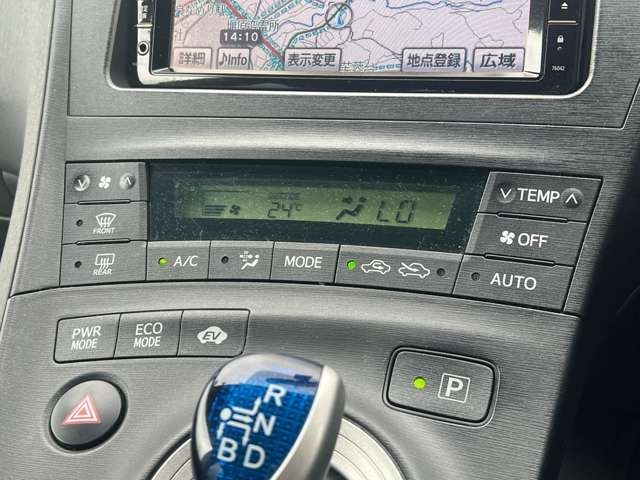 14:10
詳細
♪Info
表示変更
地点登録
広域
76042
24℃
LO
TEMP
OFF
FRONT
REAR
A/C
MODE
AUTO
PWR
MODE
ECO
MODE
EV
P
R
N
B D